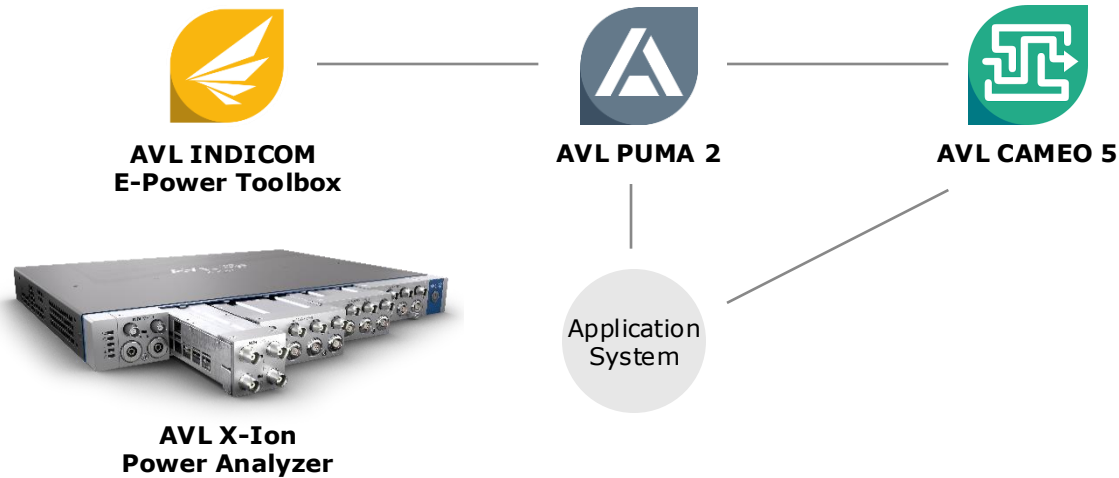 AVL INDICOM
E-Power Toolbox
AVL PUMA 2
AVL CAMEO 5
Application
System
AVL X-Ion
Power Analyzer